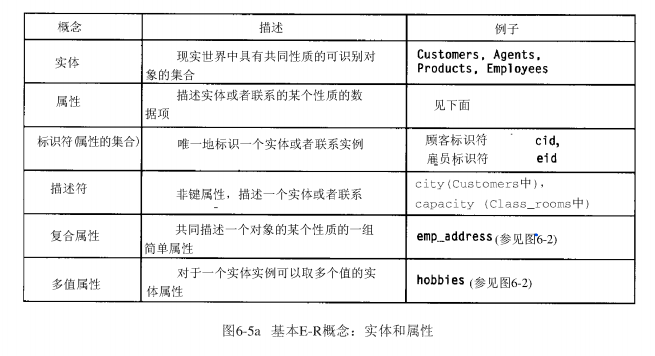 概念 描述 例子
实体
现实世界中具有共同性质的可识别对
象的集合
Customers, Agents,
Products, Employees
属性
描述实体或者联系的某个性质的数
据项
见下面
标识符(属性的集合)
唯一地标识一个实体或者联系实例
顾客标识符 cid,
雇员标识符 eid
描述符
非键属性，描述一个实体或者联系
city(Customers中),
capacity (Class_rooms中)
复合属性
共同描述一个对象的某个性质的一组
简单属性
emp_address(参见图6-2)
多值属性
对于一个实体实例可以取多个值的实
体属性
hobbies (参见图6-2)
图6-5a 基本E-R概念：实体和属性